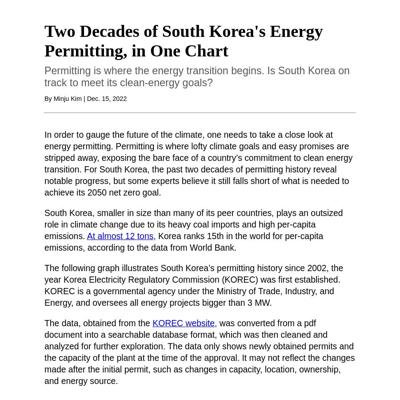 Two Decades of South Korea's Energy
Permitting, in One Chart
Permitting is where the energy transition begins. Is South Korea on
track to meet its clean-energy goals?
By Minju Kim | Dec. 15, 2022
In order to gauge the future of the climate, one needs to take a close look at
energy permitting. Permitting is where lofty climate goals and easy promises are
stripped away, exposing the bare face of a country's commitment to clean energy
transition. For South Korea, the past two decades of permitting history reveal
notable progress, but some experts believe it still falls short of what is needed to
achieve its 2050 net zero goal.
South Korea, smaller in size than many of its peer countries, plays an outsized
role in climate change due to its heavy coal imports and high per-capita
emissions. At almost 12 tons, Korea ranks 15th in the world for per-capita
emissions, according to the data from World Bank.
The following graph illustrates South Korea's permitting history since 2002, the
year Korea Electricity Regulatory Commission (KOREC) was first established.
KOREC is a governmental agency under the Ministry of Trade, Industry, and
Energy, and oversees all energy projects bigger than 3 MW.
The data, obtained from the KOREC website, was converted from a pdf
document into a searchable database format, which was then cleaned and
analyzed for further exploration. The data only shows newly obtained permits and
the capacity of the plant at the time of the approval. It may not reflect the changes
made after the initial permit, such as changes in capacity, location, ownership,
and energy source.